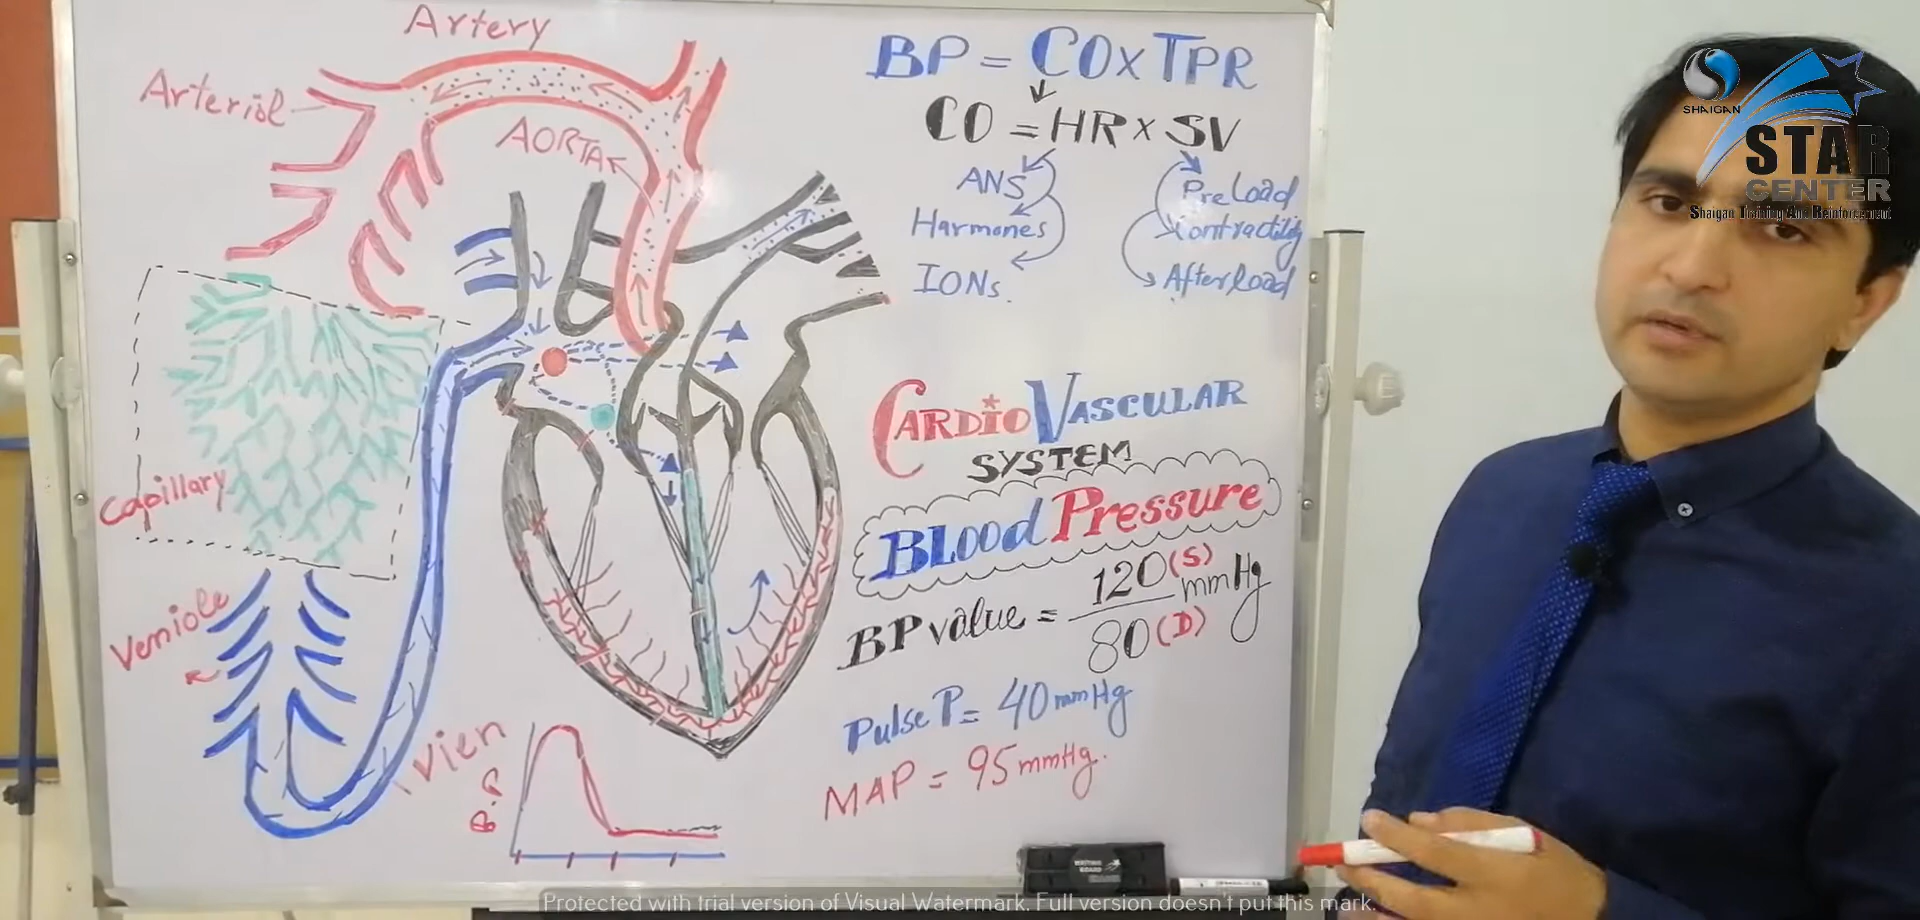 Artery
Arteriol
AORTA
Capillary
Veniole
Vien
B.P
BP = CO x TPR
CO = HR x SV
ANS
Harmones
IONs.
PreLoad
Contractility
Afterload
CARDIO VASCULAR
SYSTEM
BLood Pressure
BP value = 120 (S) mmHg
80 (D)
Pulse P = 40 mmHg
MAP = 95 mmHg.
SHAIGAN
STAR
CENTER
Shaigan Training And Reinforcement
Protected with trial version of Visual Watermark. Full version doesn't put this mark.